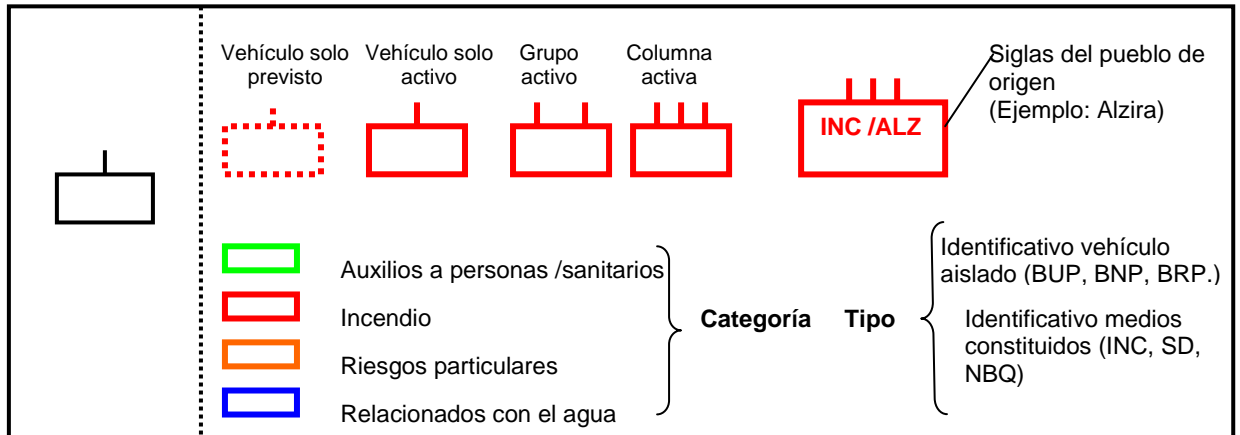 Vehículo solo
previsto
Vehículo solo
activo
Grupo
activo
Columna
activa
INC /ALZ
Siglas del pueblo de
origen
(Ejemplo: Alzira)
Auxilios a personas /sanitarios
Incendio
Riesgos particulares
Relacionados con el agua
Categoría
Tipo
Identificativo vehículo
aislado (BUP, BNP, BRP.)
Identificativo medios
constituidos (INC, SD,
NBQ)